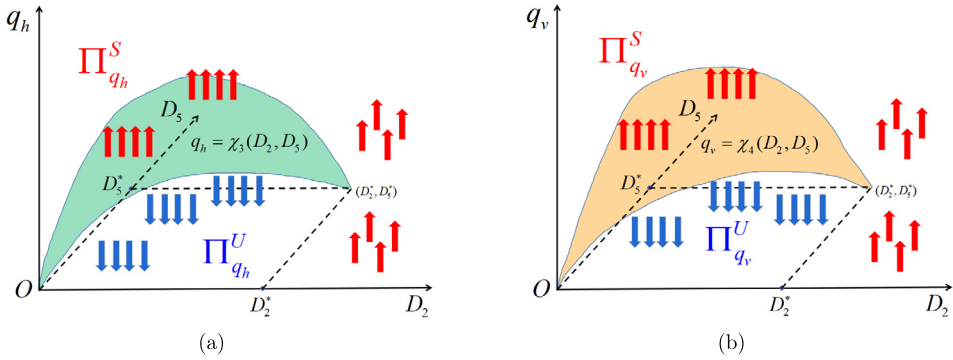 q_h
Π^S_{q_h}
D_5
q_h = χ_3(D_2, D_5)
D_5^*
(D_2^*, D_5^*)
Π^U_{q_h}
O
D_2^*
D_2
(a)
q_v
Π^S_{q_v}
D_5
q_v = χ_4(D_2, D_5)
D_5^*
(D_2^*, D_5^*)
Π^U_{q_v}
O
D_2^*
D_2
(b)